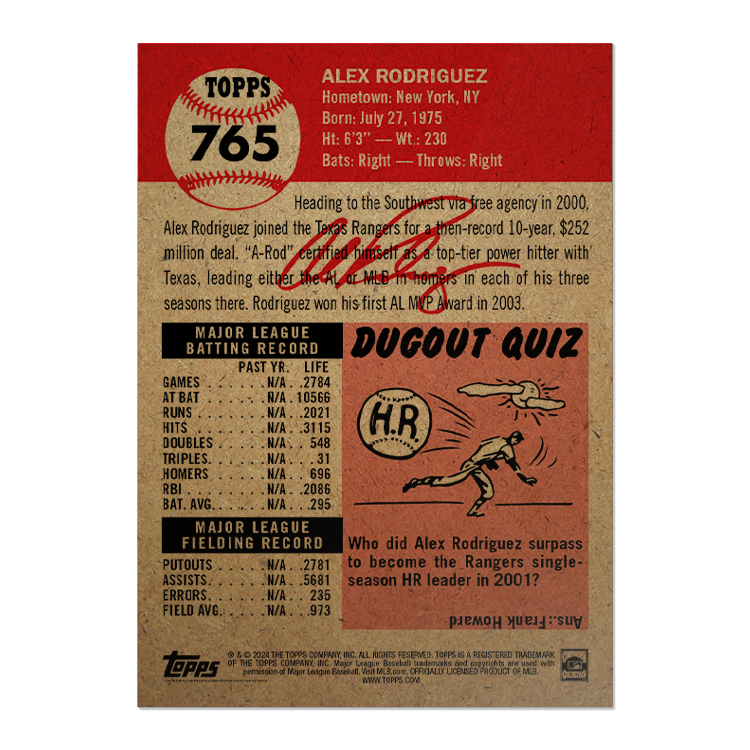 TOPPS
765
ALEX RODRIGUEZ
Hometown: New York, NY
Born: July 27, 1975
Ht: 6'3" — Wt.: 230
Bats: Right — Throws: Right
Heading to the Southwest via free agency in 2000,
Alex Rodriguez joined the Texas Rangers for a then-record 10-year, $252
million deal. “A-Rod” certified himself as a top-tier power hitter with
Texas, leading either the AL or MLB in homers in each of his three
seasons there. Rodriguez won his first AL MVP Award in 2003.
MAJOR LEAGUE
BATTING RECORD
PAST YR. LIFE
GAMES . . . . . . N/A . . 2784
AT BAT . . . . . . N/A . 10566
RUNS . . . . . . . N/A . . 2021
HITS . . . . . . . N/A . . 3115
DOUBLES . . . . . N/A . . . 548
TRIPLES. . . . . . N/A . . . . 31
HOMERS . . . . . N/A . . . 696
RBI . . . . . . . . N/A . . 2086
BAT. AVG. . . . . N/A . . . .295
MAJOR LEAGUE
FIELDING RECORD
PUTOUTS . . . . . N/A . . 2781
ASSISTS. . . . . . N/A . . 5681
ERRORS. . . . . . N/A . . . 235
FIELD AVG. . . . . N/A . . . .973
DUGOUT QUIZ
H.R.
Who did Alex Rodriguez surpass
to become the Rangers single-
season HR leader in 2001?
Ans.: Frank Howard
Topps
® & © 2024 THE TOPPS COMPANY, INC. ALL RIGHTS RESERVED. TOPPS IS A REGISTERED TRADEMARK
OF THE TOPPS COMPANY, INC. Major League Baseball trademarks and copyrights are used with
permission of Major League Baseball. Visit MLB.com. OFFICIALLY LICENSED PRODUCT OF MLB.
WWW.TOPPS.COM